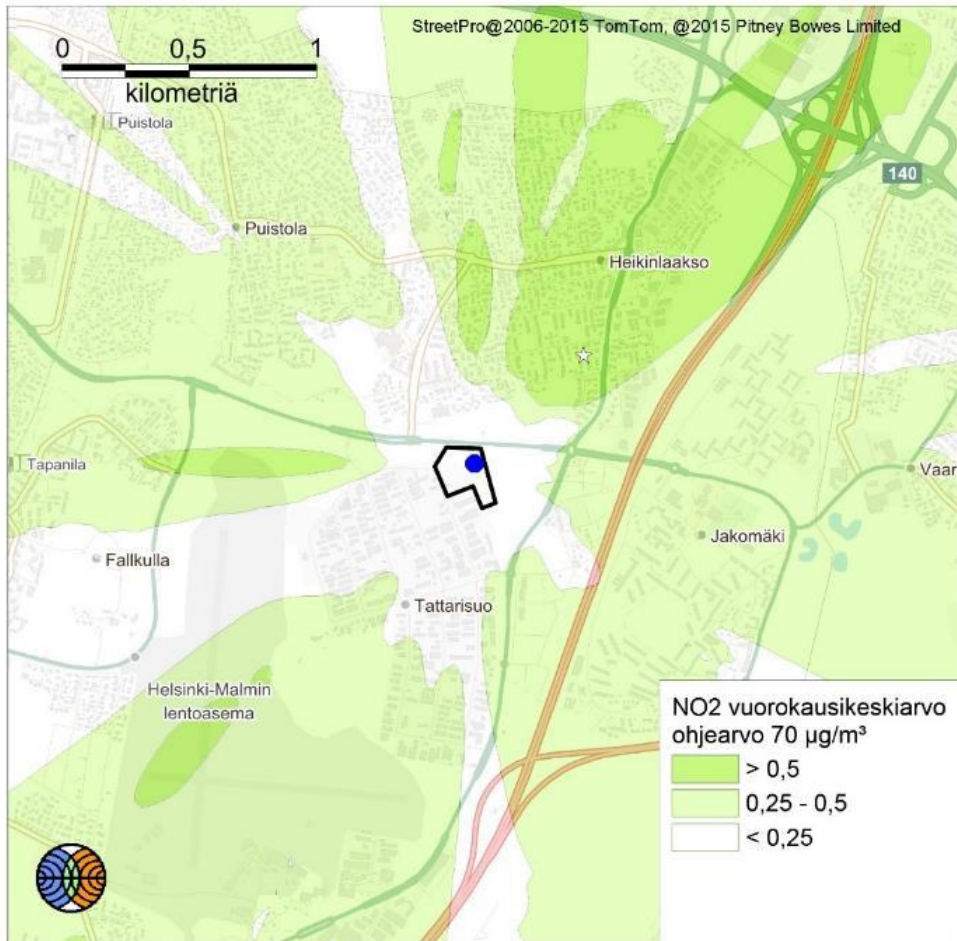 StreetPro@2006-2015 TomTom, @2015 Pitney Bowes Limited
0 0,5 1
kilometriä
Puistola
140
Puistola
Heikinlaakso
Tapanila
Vaar
Jakomäki
Fallkulla
Tattarisuo
Helsinki-Malmin
lentoasema
NO2 vuorokausikeskiarvo
ohjearvo 70 µg/m³
> 0,5
0,25 - 0,5
< 0,25